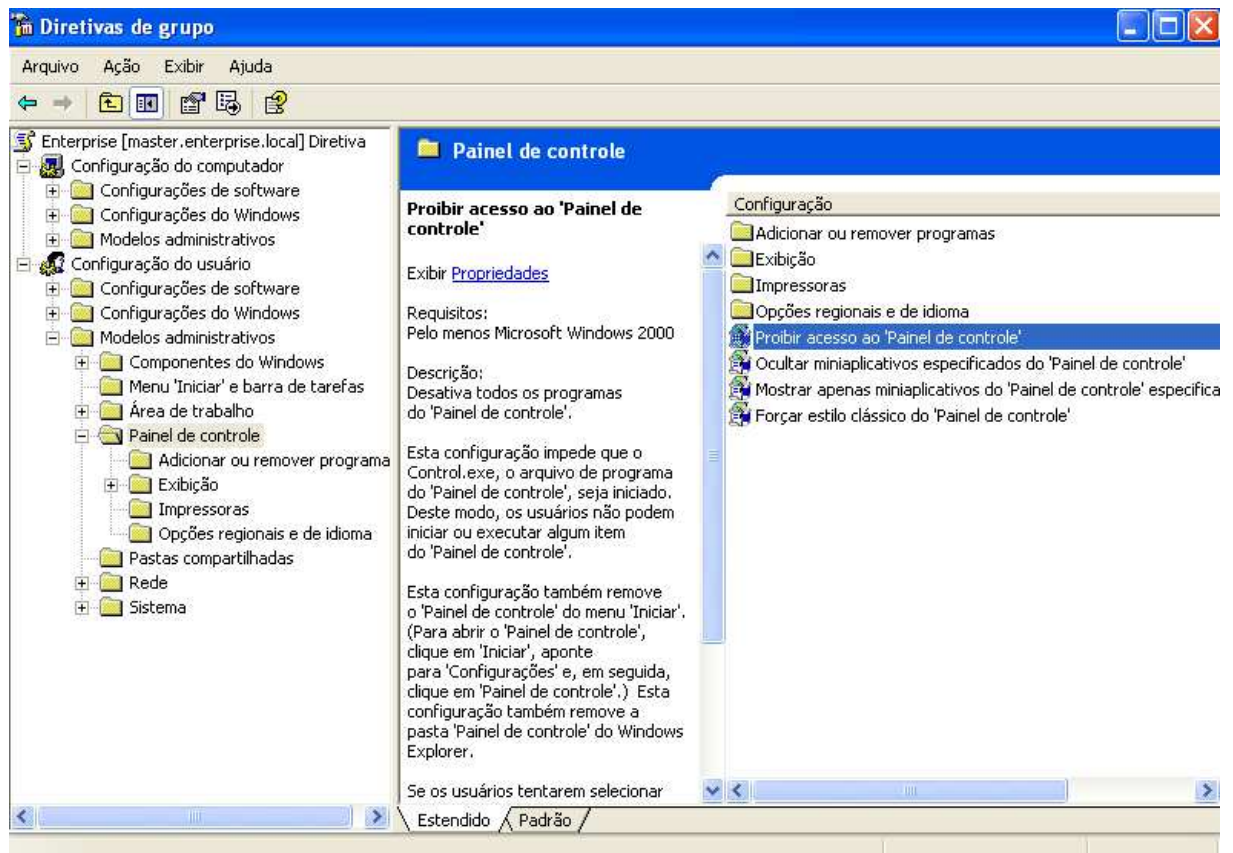 Diretivas de grupo
Arquivo Ação Exibir Ajuda
Enterprise [master.enterprise.local] Diretiva
Configuração do computador
Configurações de software
Configurações do Windows
Modelos administrativos
Configuração do usuário
Configurações de software
Configurações do Windows
Modelos administrativos
Componentes do Windows
Menu 'Iniciar' e barra de tarefas
Área de trabalho
Painel de controle
Adicionar ou remover programa
Exibição
Impressoras
Opções regionais e de idioma
Pastas compartilhadas
Rede
Sistema
Painel de controle
Proibir acesso ao 'Painel de
controle'
Exibir Propriedades
Requisitos:
Pelo menos Microsoft Windows 2000
Descrição:
Desativa todos os programas
do 'Painel de controle'.
Esta configuração impede que o
Control.exe, o arquivo de programa
do 'Painel de controle', seja iniciado.
Deste modo, os usuários não podem
iniciar ou executar algum item
do 'Painel de controle'.
Esta configuração também remove
o 'Painel de controle' do menu 'Iniciar'.
(Para abrir o 'Painel de controle',
clique em 'Iniciar', aponte
para 'Configurações' e, em seguida,
clique em 'Painel de controle'.) Esta
configuração também remove a
pasta 'Painel de controle' do Windows
Explorer.
Se os usuários tentarem selecionar
Configuração
Adicionar ou remover programas
Exibição
Impressoras
Opções regionais e de idioma
Proibir acesso ao 'Painel de controle'
Ocultar miniaplicativos especificados do 'Painel de controle'
Mostrar apenas miniaplicativos do 'Painel de controle' especifica
Forçar estilo clássico do 'Painel de controle'
Estendido Padrão